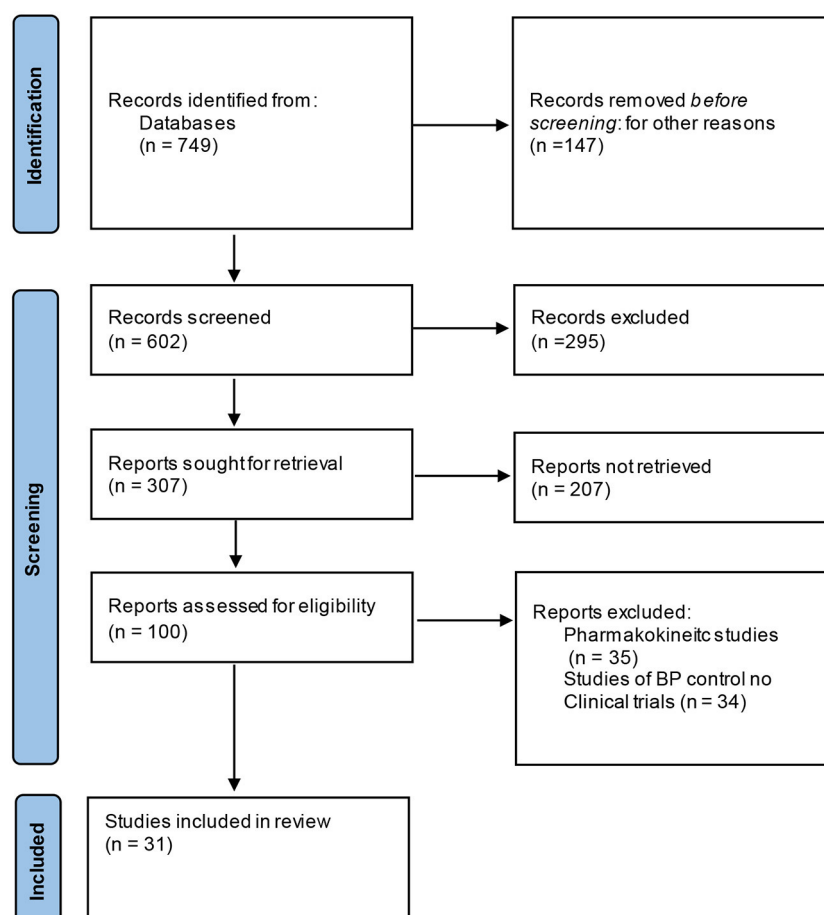 Identification
Records identified from:
Databases
(n = 749)
Records removed before
screening: for other reasons
(n =147)
Screening
Records screened
(n = 602)
Records excluded
(n =295)
Reports sought for retrieval
(n = 307)
Reports not retrieved
(n = 207)
Reports assessed for eligibility
(n = 100)
Reports excluded:
Pharmakokineitc studies
(n = 35)
Studies of BP control no
Clinical trials (n = 34)
Included
Studies included in review
(n = 31)